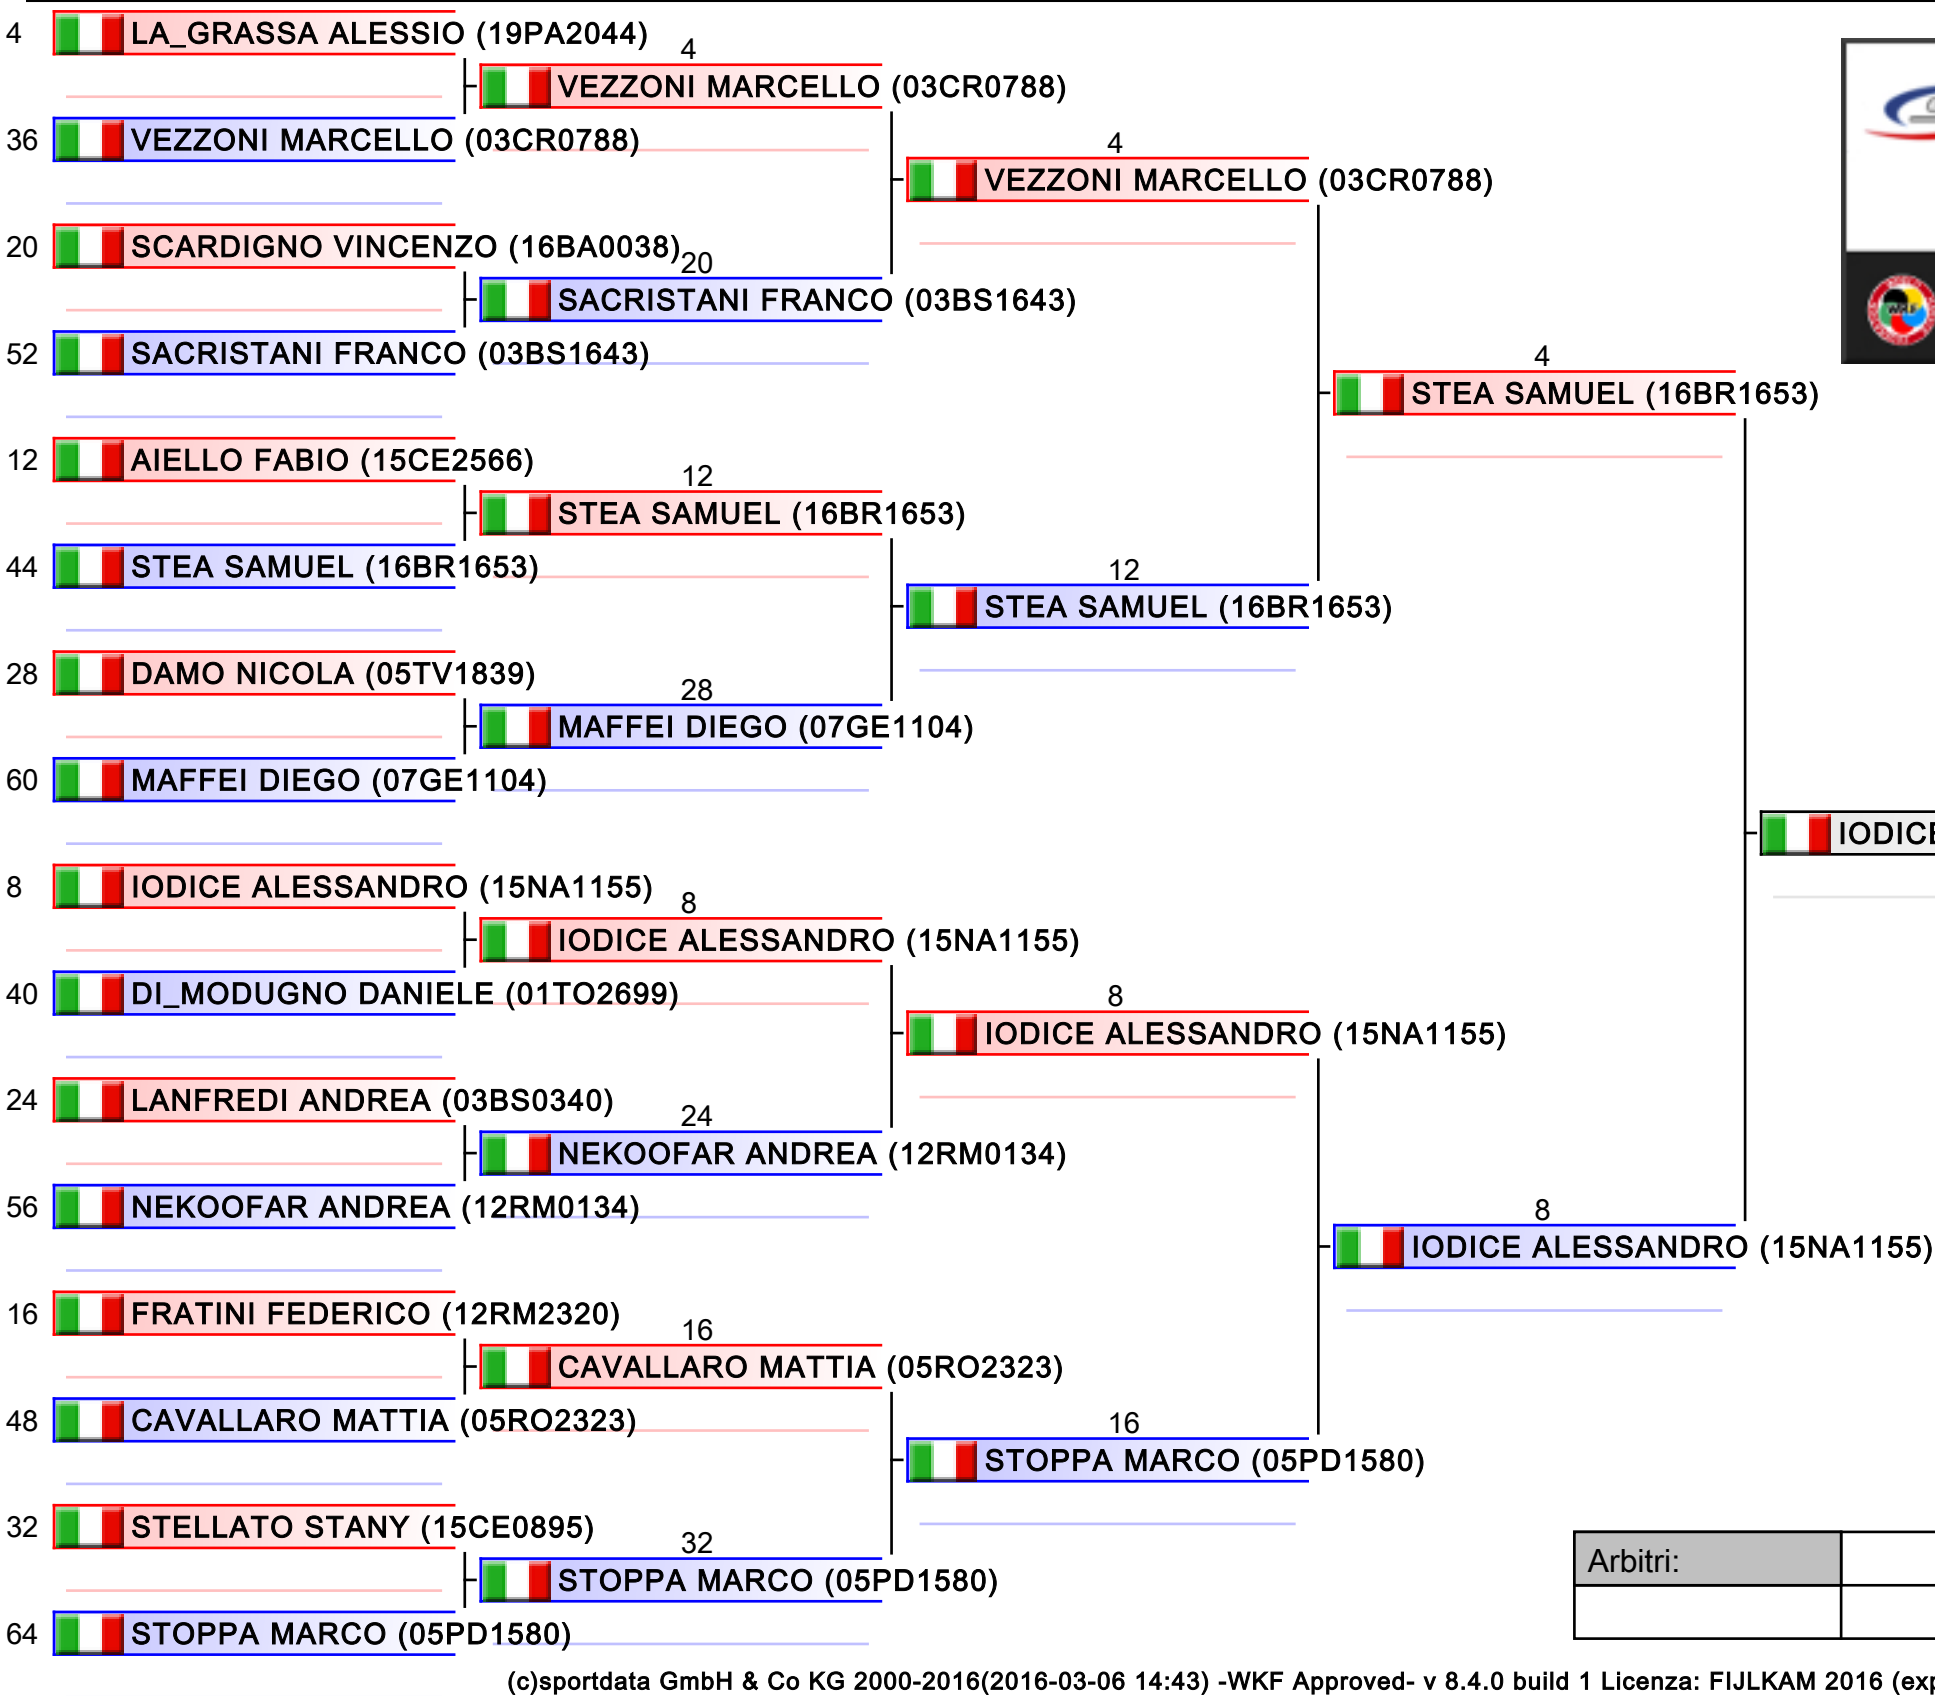 4 LA_GRASSA ALESSIO (19PA2044)
36 VEZZONI MARCELLO (03CR0788)
20 SCARDIGNO VINCENZO (16BA0038)
52 SACRISTANI FRANCO (03BS1643)
12 AIELLO FABIO (15CE2566)
44 STEA SAMUEL (16BR1653)
28 DAMO NICOLA (05TV1839)
60 MAFFEI DIEGO (07GE1104)
8 IODICE ALESSANDRO (15NA1155)
40 DI_MODUGNO DANIELE (01TO2699)
24 LANFREDI ANDREA (03BS0340)
56 NEKOOFAR ANDREA (12RM0134)
16 FRATINI FEDERICO (12RM2320)
48 CAVALLARO MATTIA (05RO2323)
32 STELLATO STANY (15CE0895)
64 STOPPA MARCO (05PD1580)
4
VEZZONI MARCELLO (03CR0788)
20
SACRISTANI FRANCO (03BS1643)
12
STEA SAMUEL (16BR1653)
28
MAFFEI DIEGO (07GE1104)
8
IODICE ALESSANDRO (15NA1155)
24
NEKOOFAR ANDREA (12RM0134)
16
CAVALLARO MATTIA (05RO2323)
32
STOPPA MARCO (05PD1580)
4
VEZZONI MARCELLO (03CR0788)
12
STEA SAMUEL (16BR1653)
8
IODICE ALESSANDRO (15NA1155)
16
STOPPA MARCO (05PD1580)
4
STEA SAMUEL (16BR1653)
8
IODICE ALESSANDRO (15NA1155)
IODICE
WKF
Arbitri:
(c)sportdata GmbH & Co KG 2000-2016(2016-03-06 14:43) -WKF Approved- v 8.4.0 build 1 Licenza: FIJLKAM 2016 (exp